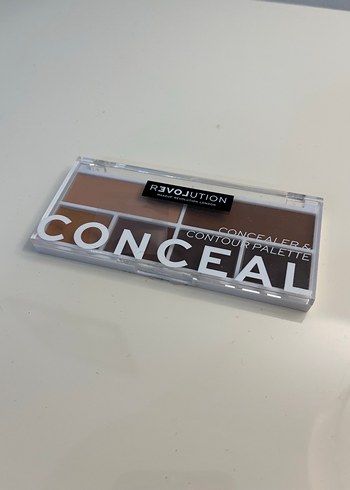 REVOLUTION
MAKEUP REVOLUTION LONDON
CONCEALER &
CONTOUR PALETTE
CONCEAL